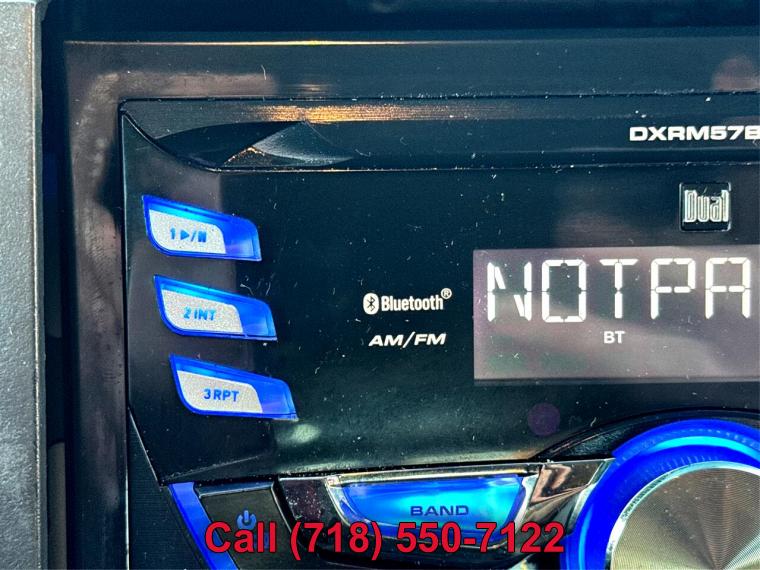 DXRM57B
Dual
1 ▶/II
Bluetooth®
NOTPA
2 INT
AM/FM
BT
3 RPT
BAND
Call (718) 550-7122